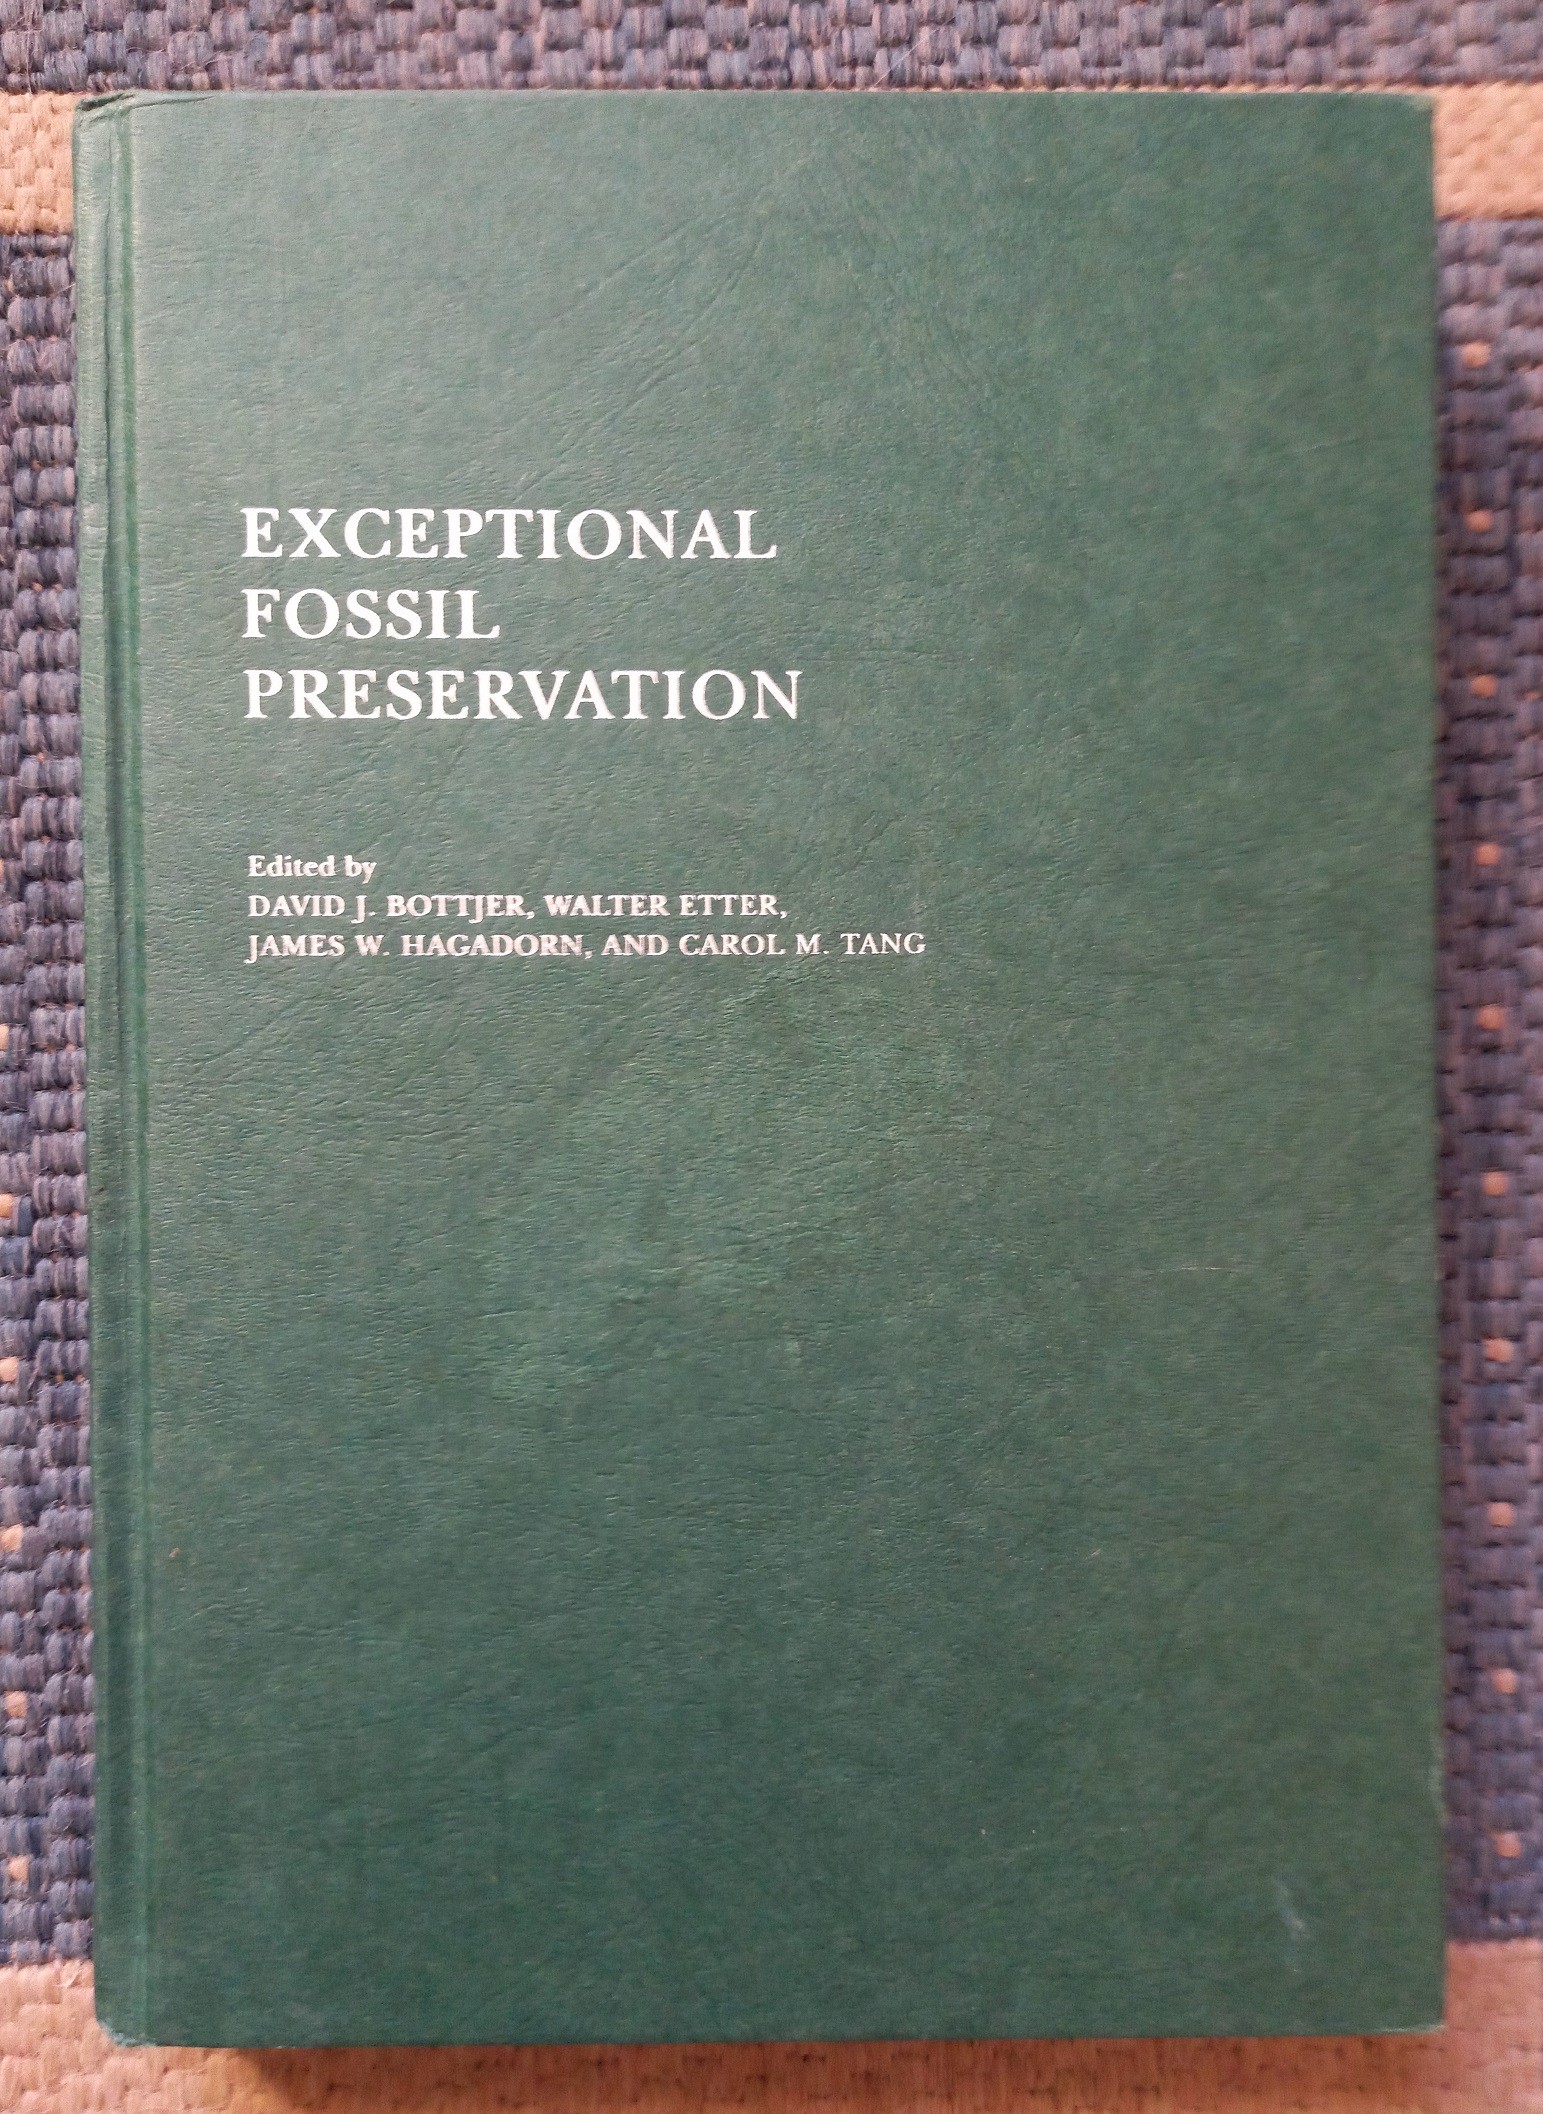 EXCEPTIONAL
FOSSIL
PRESERVATION
Edited by
DAVID J. BOTTJER, WALTER ETTER,
JAMES W. HAGADORN, AND CAROL M. TANG